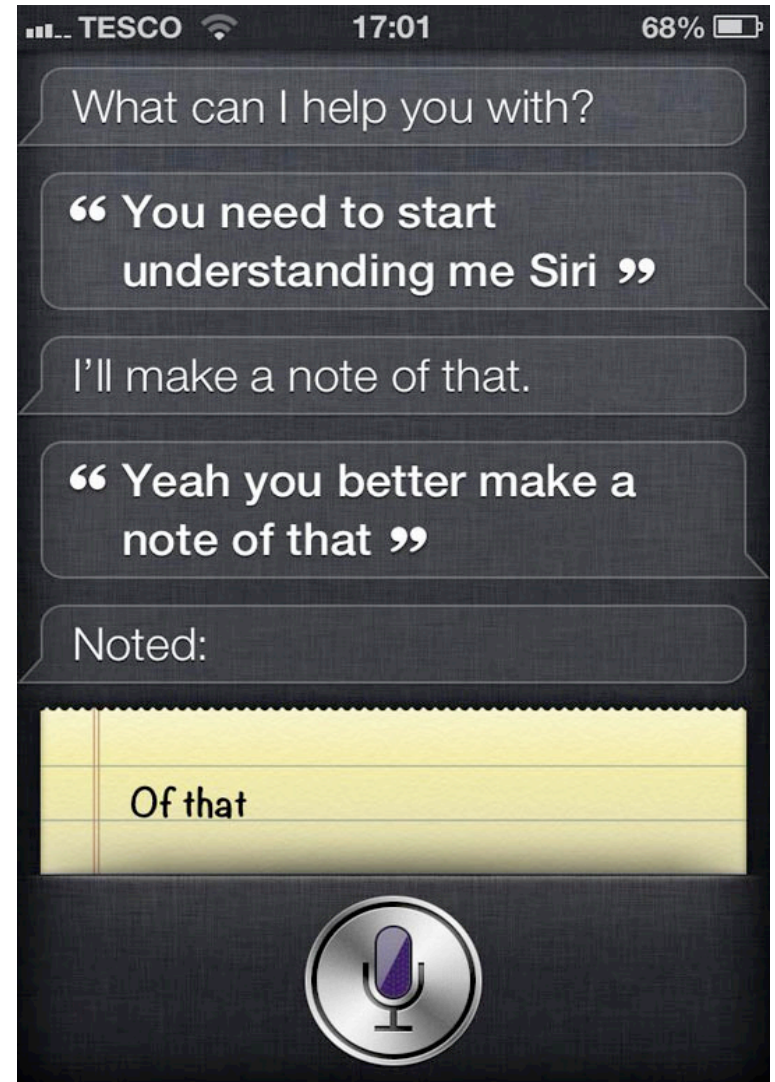 TESCO 17:01 68%
What can I help you with?
“ You need to start
understanding me Siri ”
I’ll make a note of that.
“ Yeah you better make a
note of that ”
Noted:
Of that